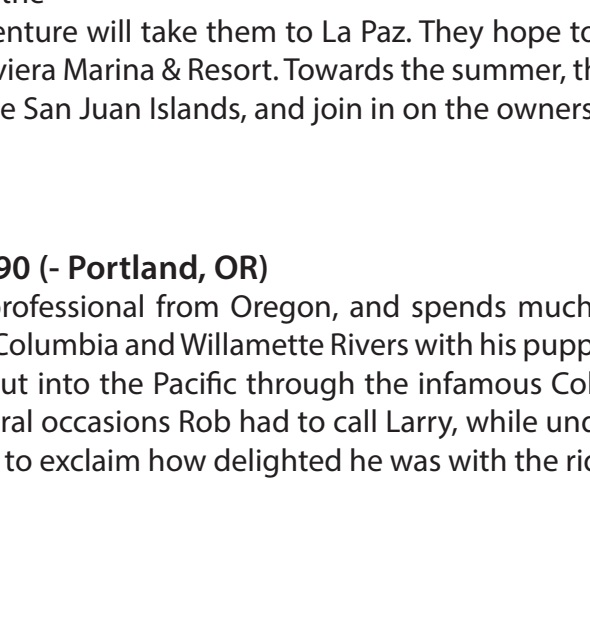 the
enture will take them to La Paz. They hope to
viera Marina & Resort. Towards the summer, th
e San Juan Islands, and join in on the owners
90 (- Portland, OR)
rofessional from Oregon, and spends much
Columbia and Willamette Rivers with his pupp
ut into the Pacific through the infamous Col
ral occasions Rob had to call Larry, while und
to exclaim how delighted he was with the rid